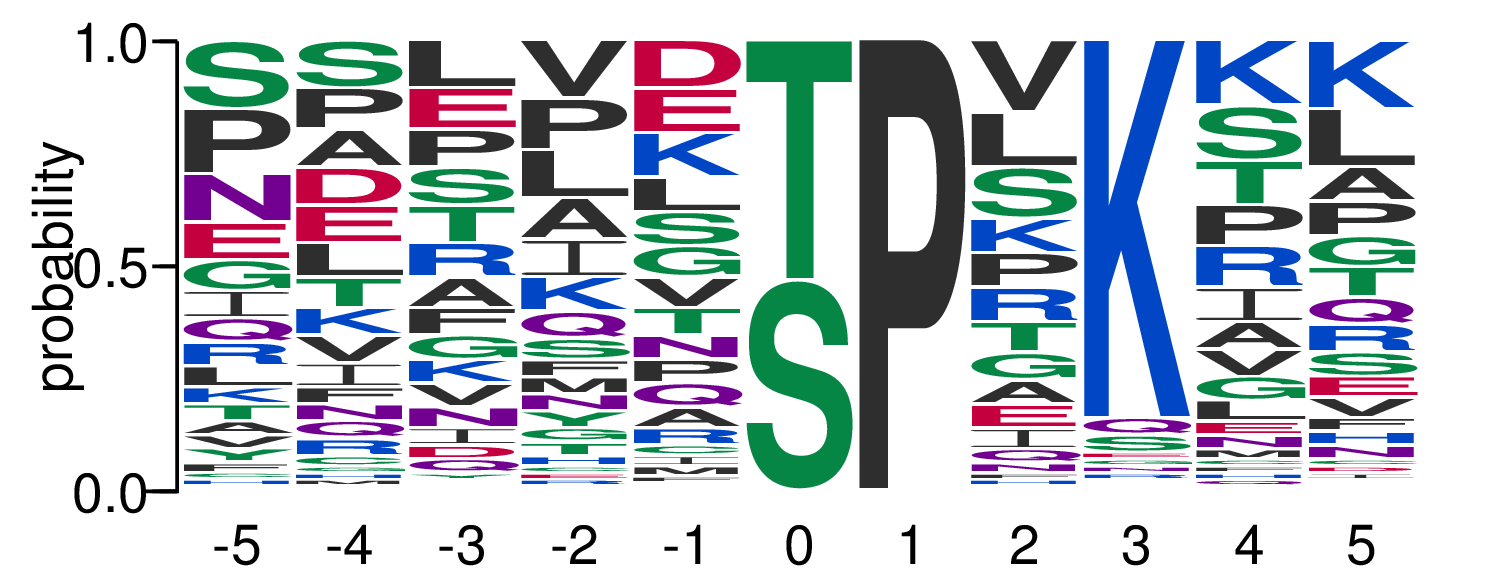 1.0
0.5
0.0
probability
S P N E G I Q R L K T A V Y F
S P A D E L T K V I F N Q R
L E P S T R A F G K V N I D Q
V P L A I K Q S F M N Y G T H
D E K L S G V T N P Q A R
T S
P
V L S K P R T G A E I Q N H
K Q S
K S T P R I A V G L E N M
K L A P G T Q R S E V F H N
-5 -4 -3 -2 -1 0 1 2 3 4 5